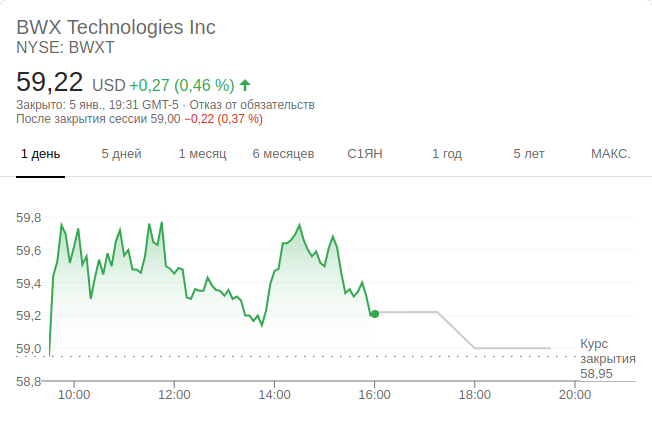 BWX Technologies Inc
NYSE: BWXT
59,22 USD +0,27 (0,46 %)
Закрыто: 5 янв., 19:31 GMT-5 · Отказ от обязательств
После закрытия сессии 59,00 −0,22 (0,37 %)
1 день 5 дней 1 месяц 6 месяцев С1ЯН 1 год 5 лет МАКС.
59,8
59,6
59,4
59,2
59,0
58,8
Курс
закрытия
58,95
10:00 12:00 14:00 16:00 18:00 20:00